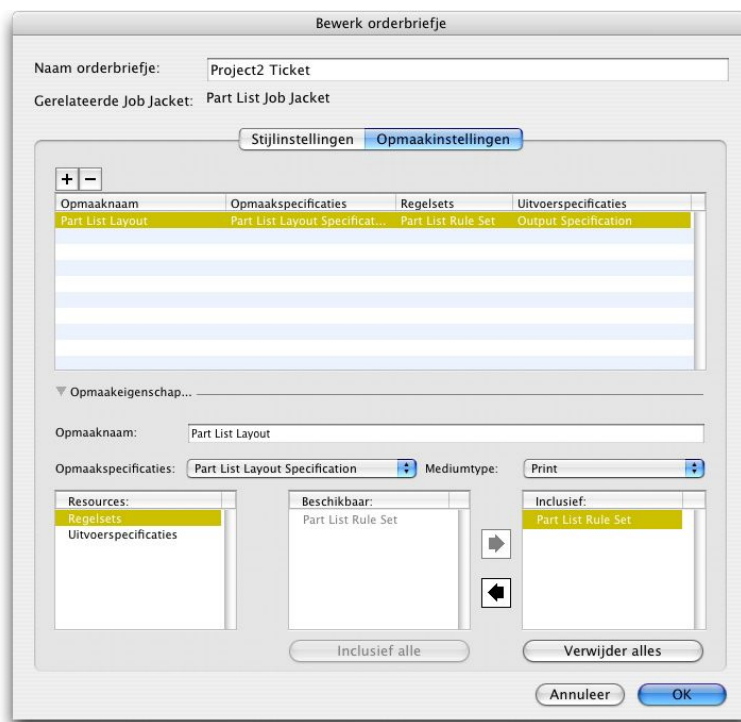 Bewerk orderbriefje
Naam orderbriefje: Project2 Ticket
Gerelateerde Job Jacket: Part List Job Jacket
Stijlinstellingen Opmaakinstellingen
+ −
Opmaaknaam Opmaakspecificaties Regelsets Uitvoerspecificaties
Part List Layout Part List Layout Specificat... Part List Rule Set Output Specification
Opmaakeigenschap...
Opmaaknaam: Part List Layout
Opmaakspecificaties: Part List Layout Specification Mediumtype: Print
Resources: Beschikbaar: Inclusief:
Regelsets Part List Rule Set Part List Rule Set
Uitvoerspecificaties
Inclusief alle Verwijder alles
Annuleer OK